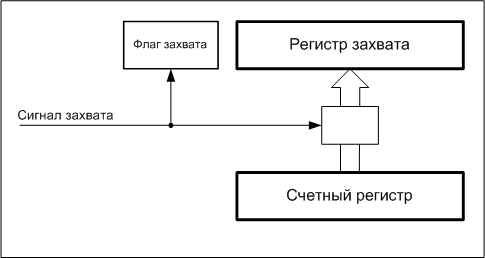 Флаг захвата
Регистр захвата
Сигнал захвата
Счетный регистр